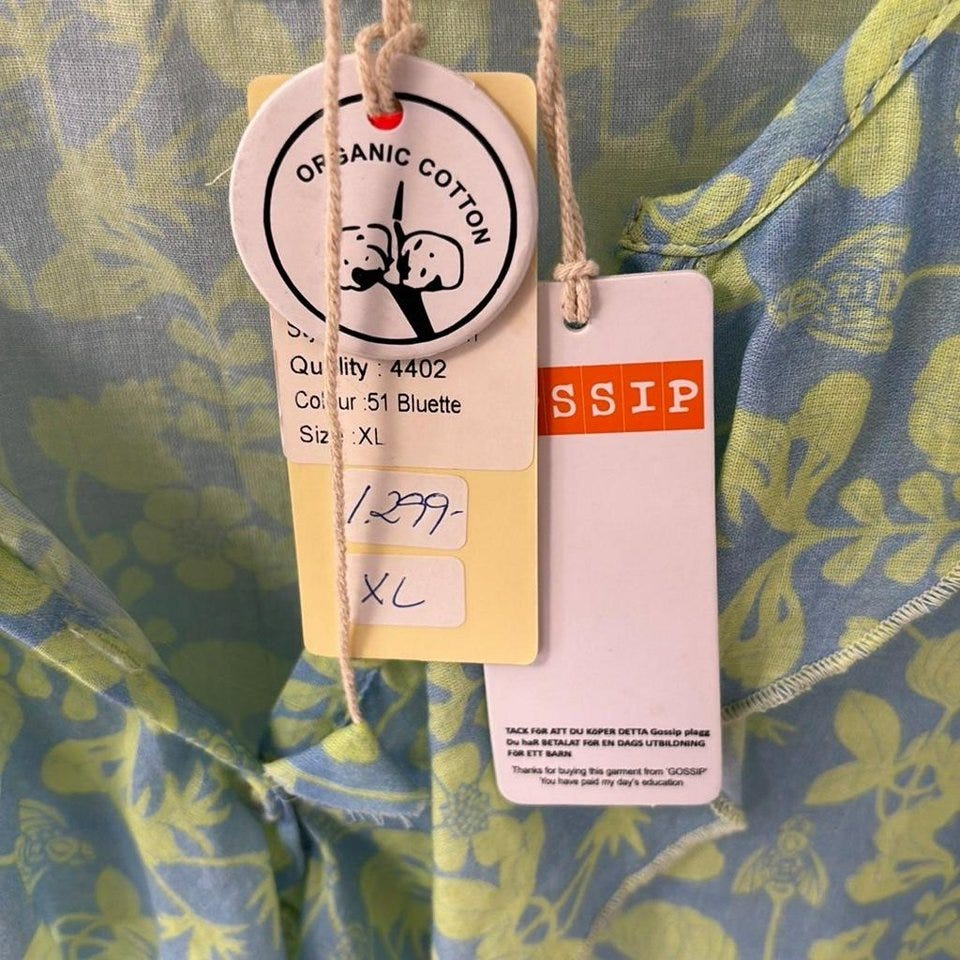 ORGANIC COTTON
Quality : 4402
Colour :51 Bluette
Size :XL
1.299-
XL
SSIP
TACK FöR ATT DU KöPER DETTA Gossip plagg
Du haR BETALAT FöR EN DAGS UTBILDNING
FöR ETT BARN
Thanks for buying this garment from 'GOSSIP'
'You have paid my day's education